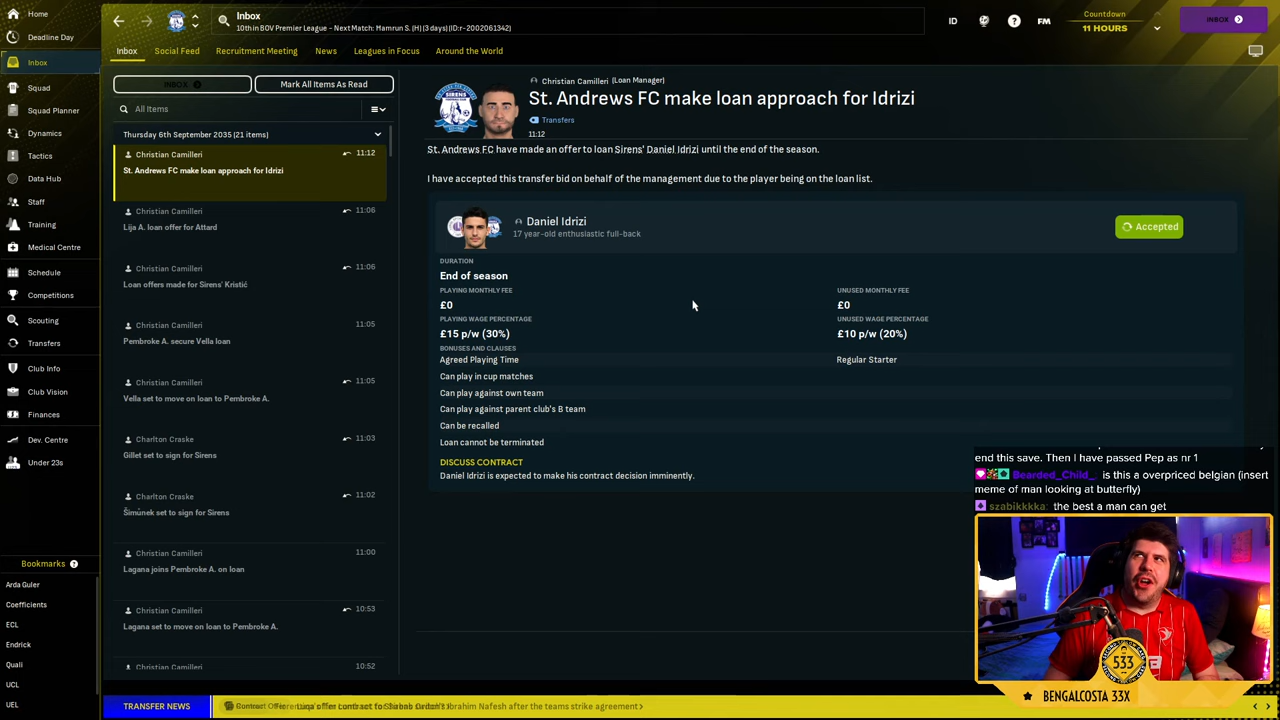 Home
Deadline Day
Inbox
Squad
Squad Planner
Dynamics
Tactics
Data Hub
Staff
Training
Medical Centre
Schedule
Competitions
Scouting
Transfers
Club Info
Club Vision
Finances
Dev. Centre
Under 23s
Bookmarks
Arda Guler
Coefficients
ECL
Endrick
Quali
UCL
UEL
Inbox
10th in BOV Premier League - Next Match: Mamrun S. (H) (3 days) (ID:r-2002061342)
ID
FM
Countdown
11 HOURS
INBOX
Inbox
Social Feed
Recruitment Meeting
News
Leagues in Focus
Around the World
INBOX
Mark All Items As Read
All Items
Thursday 6th September 2035 (21 items)
Christian Camilleri 11:12
St. Andrews FC make loan approach for Idrizi
Christian Camilleri 11:06
Lija A. loan offer for Attard
Christian Camilleri 11:06
Loan offers made for Sirens' Kristić
Christian Camilleri 11:05
Pembroke A. secure Vella loan
Christian Camilleri 11:05
Vella set to move on loan to Pembroke A.
Charlton Craske 11:03
Gillet set to sign for Sirens
Charlton Craske 11:02
Šimůnek set to sign for Sirens
Christian Camilleri 11:00
Lagana joins Pembroke A. on loan
Christian Camilleri 10:53
Lagana set to move on loan to Pembroke A.
Christian Camilleri 10:52
Christian Camilleri (Loan Manager)
St. Andrews FC make loan approach for Idrizi
Transfers
11:12
St. Andrews FC have made an offer to loan Sirens' Daniel Idrizi until the end of the season.
I have accepted this transfer bid on behalf of the management due to the player being on the loan list.
Daniel Idrizi
17 year-old enthusiastic full-back
Accepted
DURATION
End of season
PLAYING MONTHLY FEE
£0
UNUSED MONTHLY FEE
£0
PLAYING WAGE PERCENTAGE
£15 p/w (30%)
UNUSED WAGE PERCENTAGE
£10 p/w (20%)
BONUSES AND CLAUSES
Agreed Playing Time Regular Starter
Can play in cup matches
Can play against own team
Can play against parent club's B team
Can be recalled
Loan cannot be terminated
DISCUSS CONTRACT
Daniel Idrizi is expected to make his contract decision imminently.
end this save. Then I have passed Pep as nr 1
Bearded_Child_: is this a overpriced belgian (insert
meme of man looking at butterfly)
szabikkkka: the best a man can get
533
BENGALCOSTA 33X
TRANSFER NEWS
Ibrahim Nafesh after the teams strike agreement